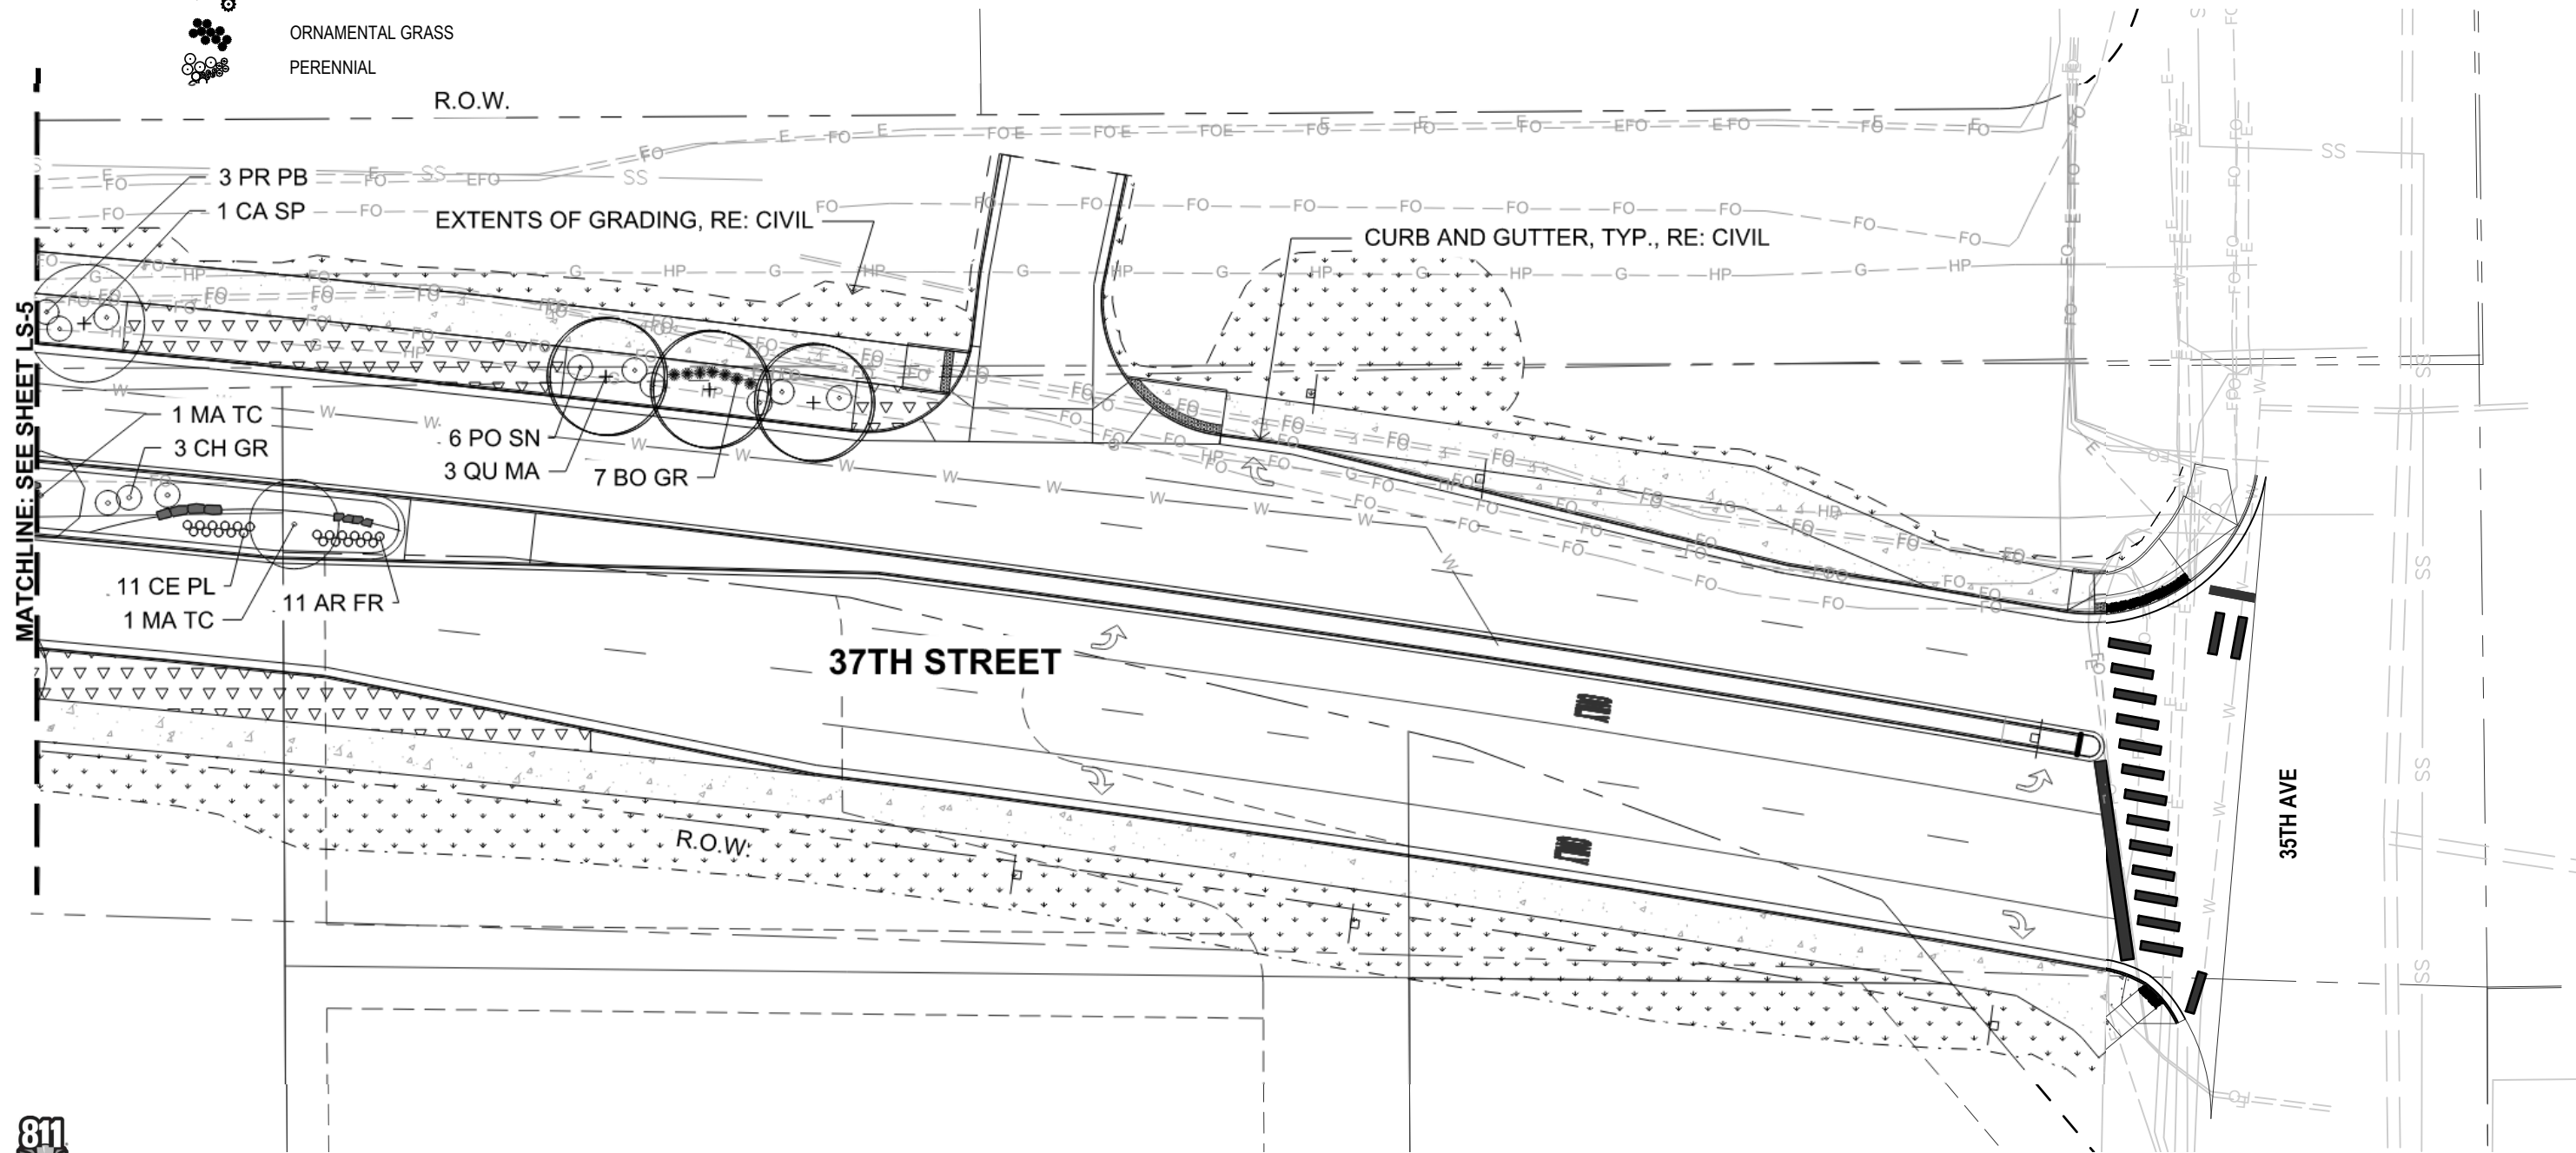 ORNAMENTAL GRASS
PERENNIAL
R.O.W.
3 PR PB
1 CA SP
EXTENTS OF GRADING, RE: CIVIL
CURB AND GUTTER, TYP., RE: CIVIL
MATCHLINE: SEE SHEET LS-5
1 MA TC
3 CH GR
6 PO SN
3 QU MA
7 BO GR
11 CE PL
1 MA TC
11 AR FR
37TH STREET
R.O.W.
35TH AVE
811